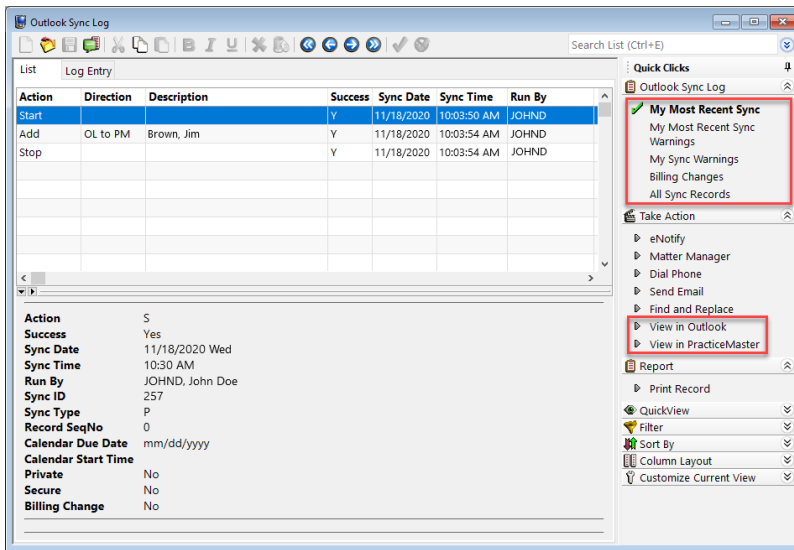 Outlook Sync Log
B I U
Search List (Ctrl+E)
List Log Entry
Action Direction Description Success Sync Date Sync Time Run By
Start Y 11/18/2020 10:03:50 AM JOHND
Add OL to PM Brown, Jim Y 11/18/2020 10:03:54 AM JOHND
Stop Y 11/18/2020 10:03:54 AM JOHND
Action S
Success Yes
Sync Date 11/18/2020 Wed
Sync Time 10:30 AM
Run By JOHND, John Doe
Sync ID 257
Sync Type P
Record SeqNo 0
Calendar Due Date mm/dd/yyyy
Calendar Start Time
Private No
Secure No
Billing Change No
Quick Clicks
Outlook Sync Log
My Most Recent Sync
My Most Recent Sync
Warnings
My Sync Warnings
Billing Changes
All Sync Records
Take Action
eNotify
Matter Manager
Dial Phone
Send Email
Find and Replace
View in Outlook
View in PracticeMaster
Report
Print Record
QuickView
Filter
Sort By
Column Layout
Customize Current View